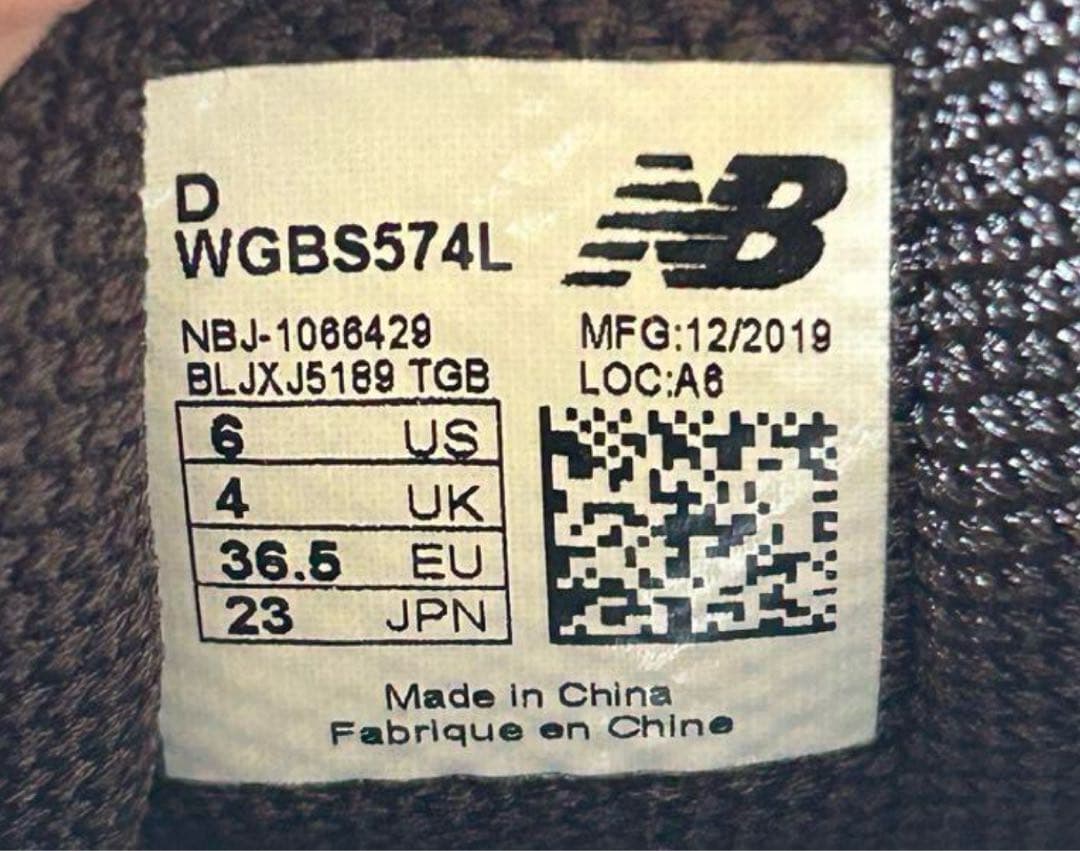 D
WGBS574L
NB
NBJ-1066429
BLJXJ5189 TGB
MFG:12/2019
LOC:A6
6 US
4 UK
36.5 EU
23 JPN
Made in China
Fabrique en Chine